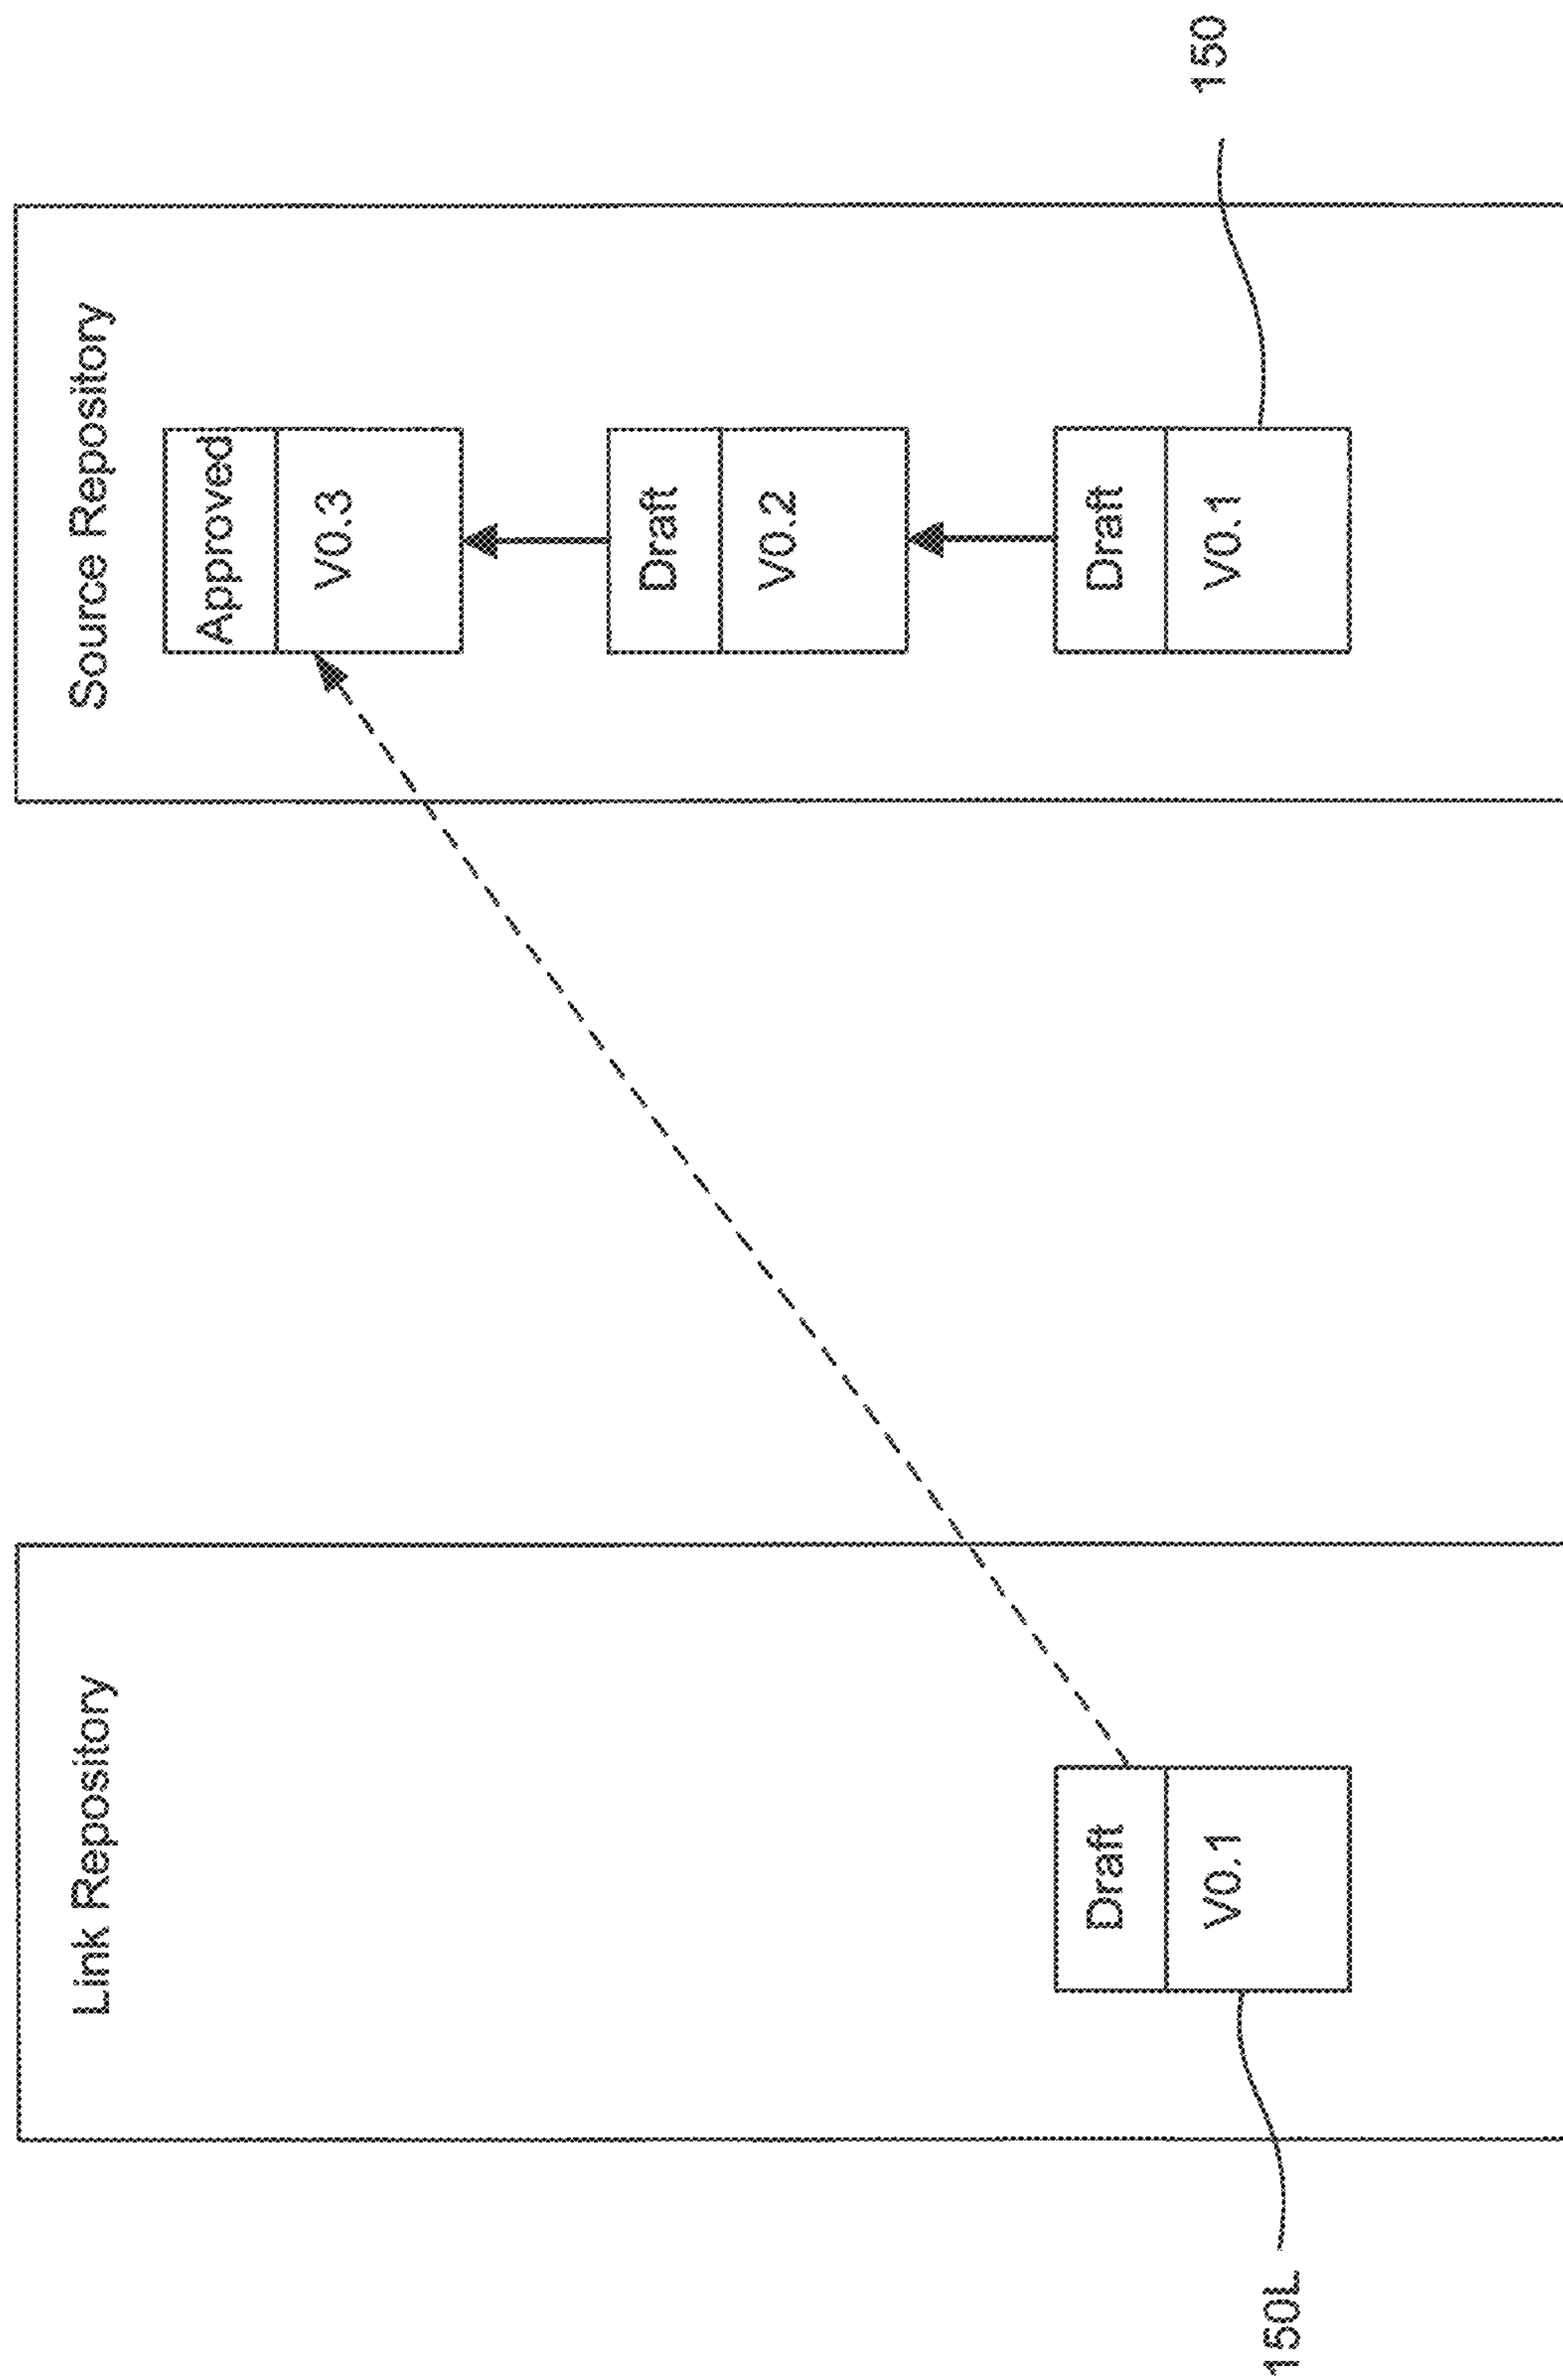 Link Repository
Draft
V0.1
150L
Source Repository
Approved
V0.3
Draft
V0.2
Draft
V0.1
150